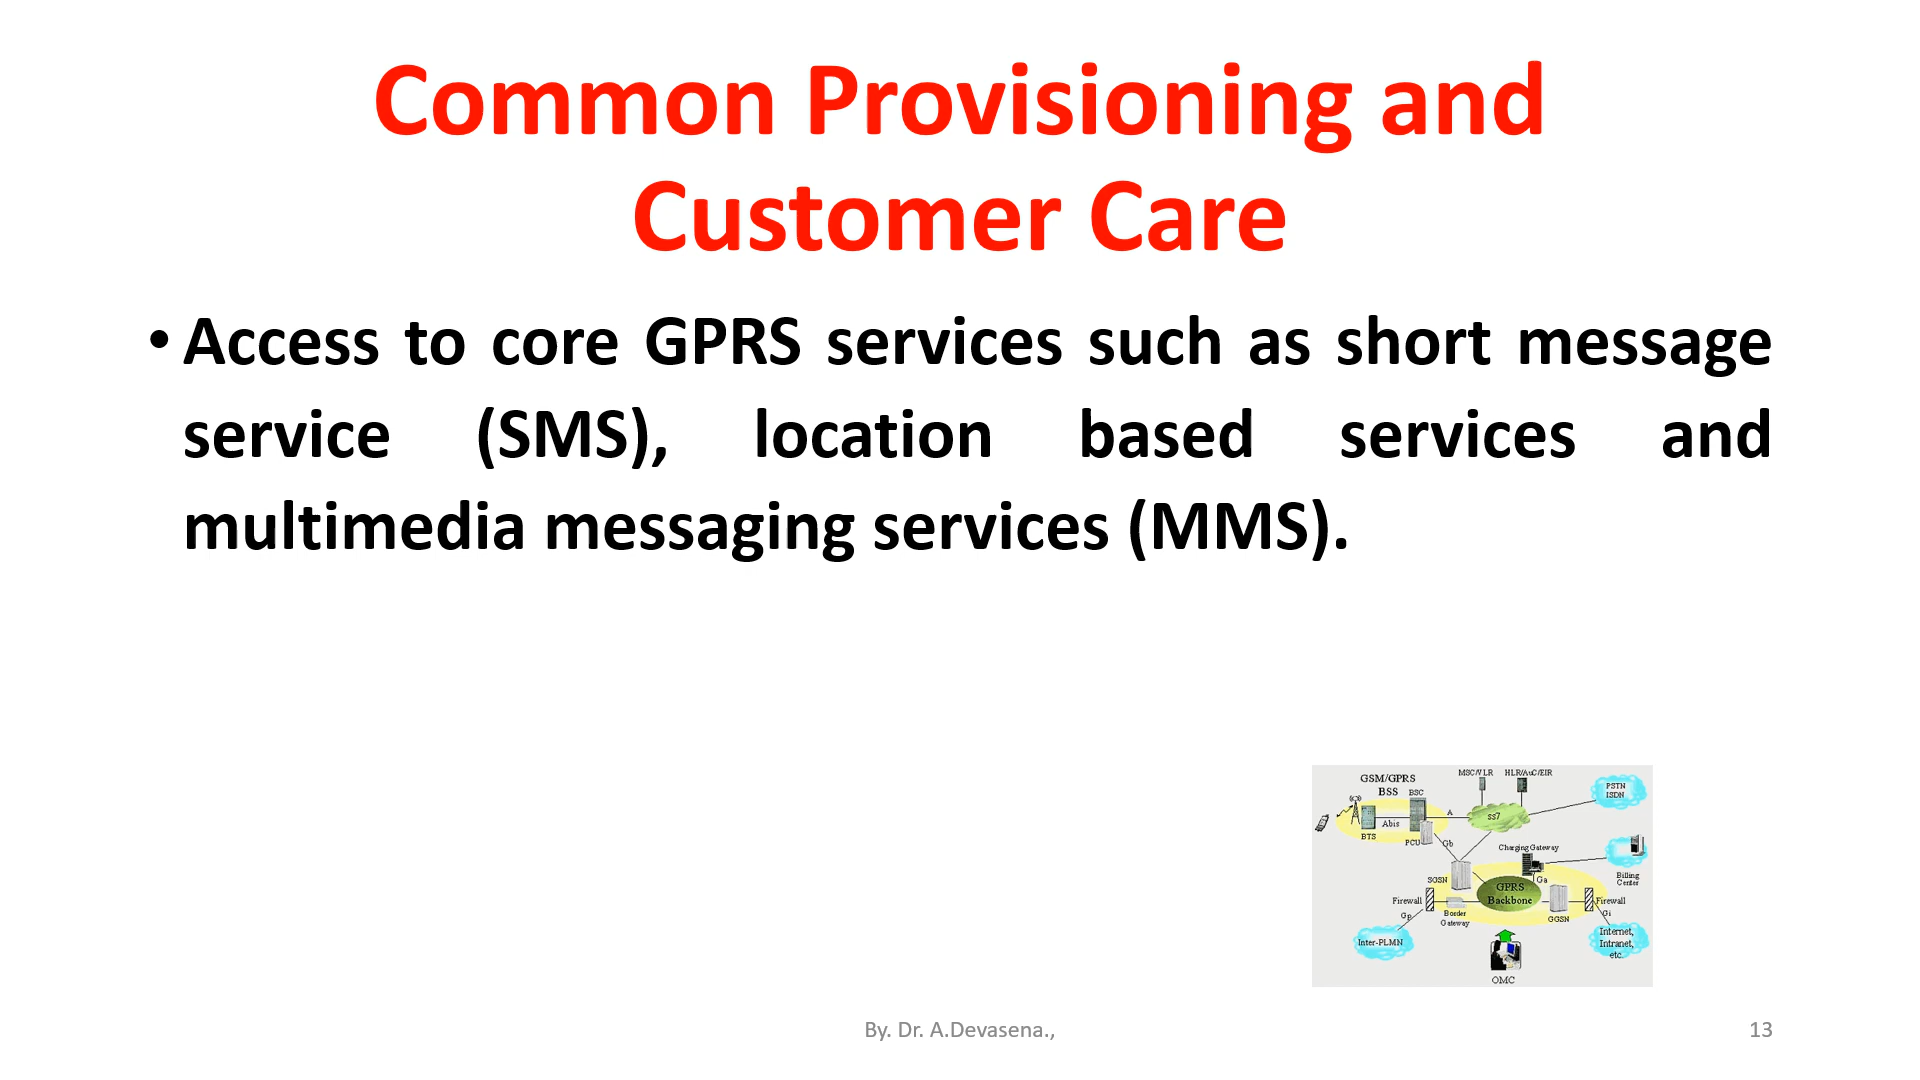 Common Provisioning and
Customer Care
• Access to core GPRS services such as short message
service (SMS), location based services and
multimedia messaging services (MMS).
GSM/GPRS
BSS
BSC
MSC/VLR
HLR/AuC/EIR
PSTN
ISDN
A
ss7
Abis
BTS
PCU
Gb
Charging Gateway
Billing
Center
SGSN
Ga
GPRS
Backbone
Firewall
Firewall
Gp
Border
Gateway
GGSN
Gi
Inter-PLMN
Internet,
Intranet,
etc.
OMC
By. Dr. A.Devasena.,
13